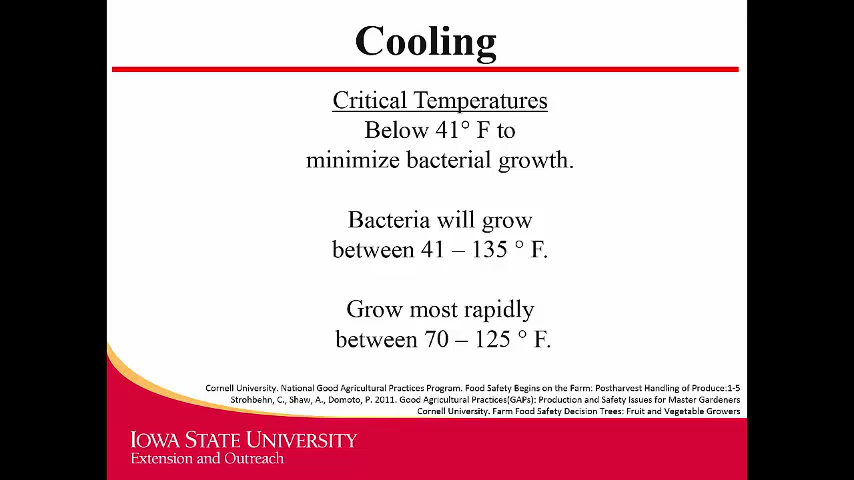 Cooling
Critical Temperatures
Below 41° F to
minimize bacterial growth.
Bacteria will grow
between 41 – 135 ° F.
Grow most rapidly
between 70 – 125 ° F.
Cornell University. National Good Agricultural Practices Program. Food Safety Begins on the Farm: Postharvest Handling of Produce:1-5
Strohbehn, C., Shaw, A., Domoto, P. 2011. Good Agricultural Practices(GAPs): Production and Safety Issues for Master Gardeners
Cornell University. Farm Food Safety Decision Trees: Fruit and Vegetable Growers
IOWA STATE UNIVERSITY
Extension and Outreach